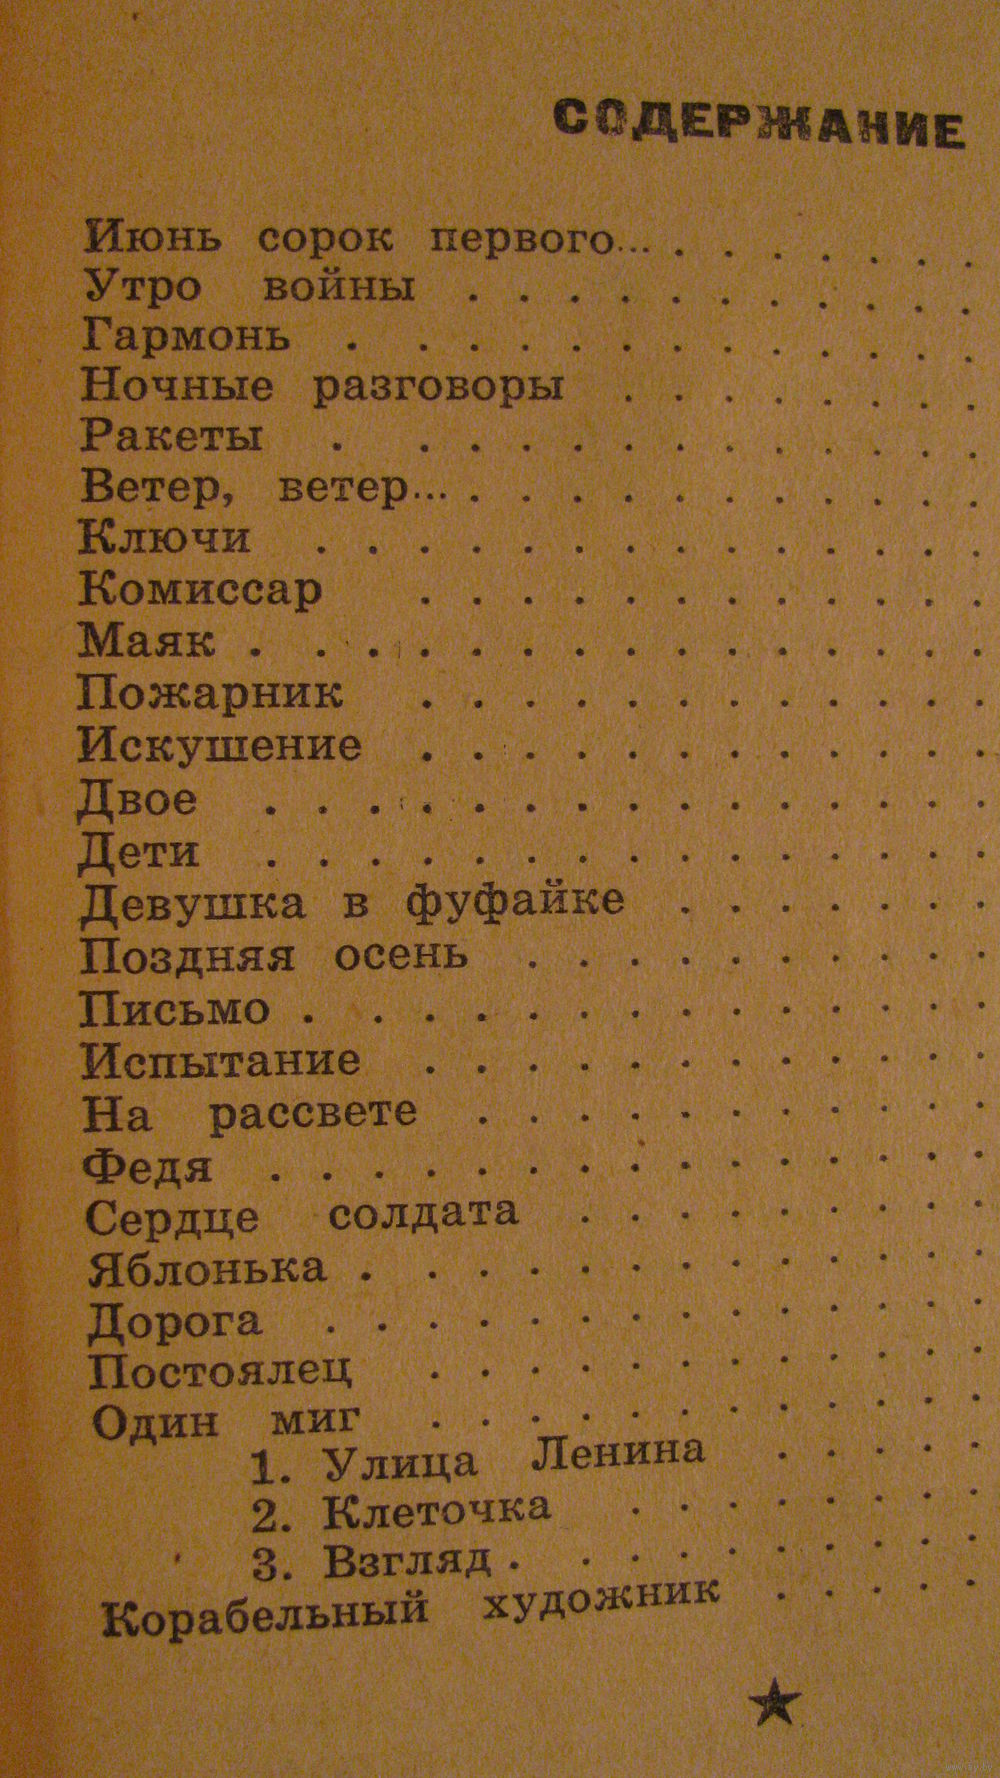 СОДЕРЖАНИЕ
Июнь сорок первого... . . . . . . .
Утро войны . . . . . . . . . . .
Гармонь . . . . . . . . . . . . .
Ночные разговоры . . . . . . . .
Ракеты . . . . . . . . . . . . .
Ветер, ветер... . . . . . . . . . . .
Ключи . . . . . . . . . . . . . .
Комиссар . . . . . . . . . . . .
Маяк . . . . . . . . . . . . . . .
Пожарник . . . . . . . . . . . .
Искушение . . . . . . . . . . . .
Двое . . . . . . . . . . . . . . .
Дети . . . . . . . . . . . . . . .
Девушка в фуфайке . . . . . . .
Поздняя осень . . . . . . . . . .
Письмо . . . . . . . . . . . . . .
Испытание . . . . . . . . . . . .
На рассвете . . . . . . . . . . .
Федя . . . . . . . . . . . . . . .
Сердце солдата . . . . . . . . .
Яблонька . . . . . . . . . . . . .
Дорога . . . . . . . . . . . . . .
Постоялец . . . . . . . . . . . .
Один миг . . . . . . . . . . . .
1. Улица Ленина . . . . .
2. Клеточка . . . . . . . .
3. Взгляд . . . . . . . . . .
Корабельный художник . . . . .